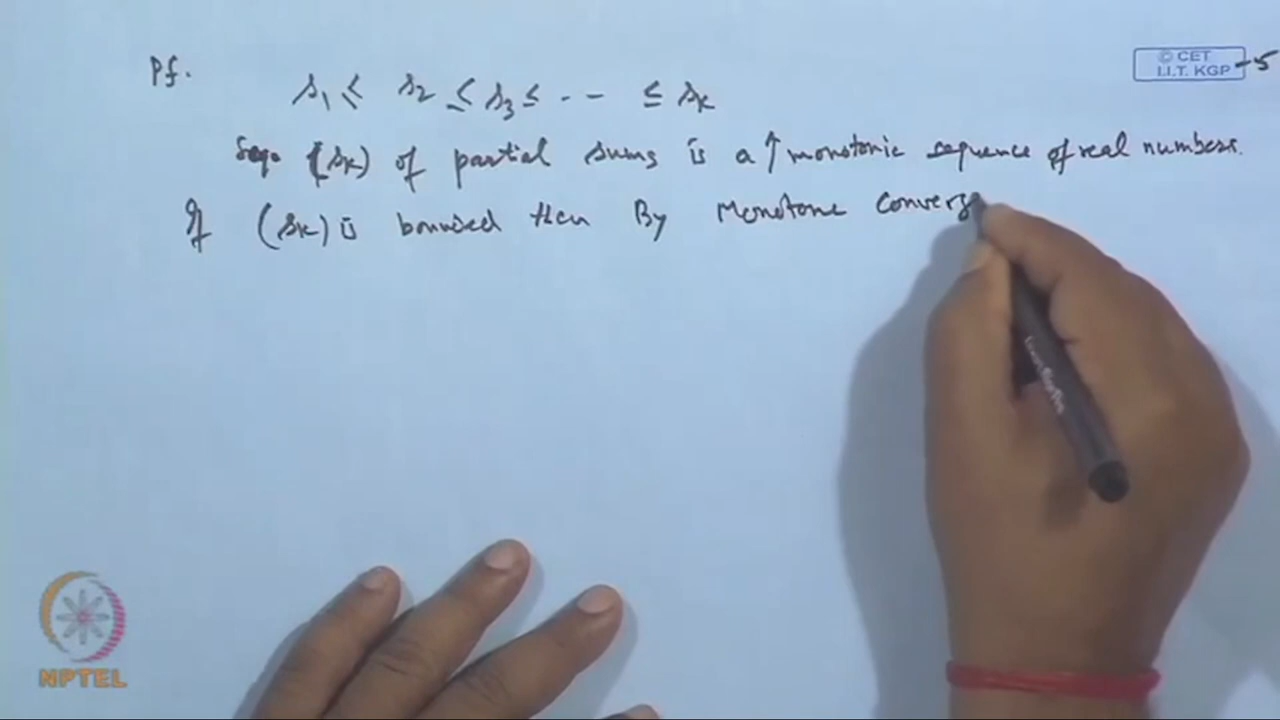 Pf.
© CET
I.I.T. KGP
-5
s₁ ≤ s₂ ≤ s₃ ≤ .. - ≤ sₖ
Seqn (sₖ) of partial sums is a ↑ monotonic sequence of real numbers.
If (sₖ) is bounded then By Monotone Converg
NPTEL